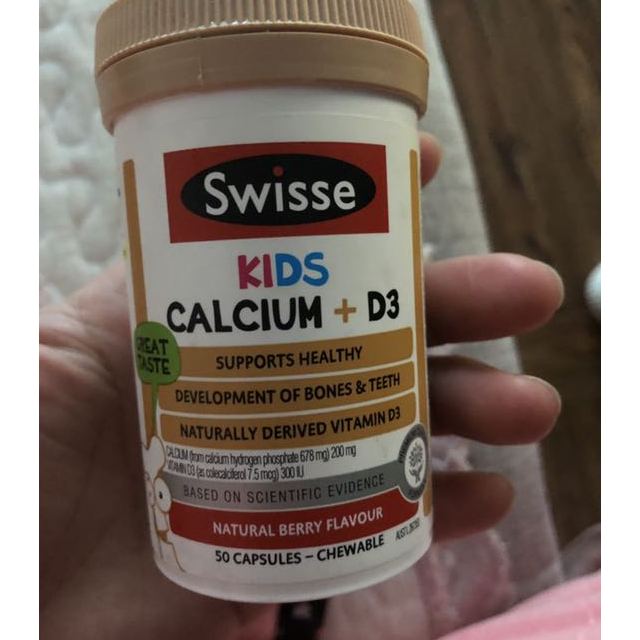 Swisse
KIDS
CALCIUM + D3
GREAT
TASTE
SUPPORTS HEALTHY
DEVELOPMENT OF BONES & TEETH
NATURALLY DERIVED VITAMIN D3
CALCIUM (from calcium hydrogen phosphate 678 mg) 200 mg
VITAMIN D3 (as colecalciferol 7.5 mcg) 300 IU
BASED ON SCIENTIFIC EVIDENCE
NATURAL BERRY FLAVOUR
50 CAPSULES – CHEWABLE